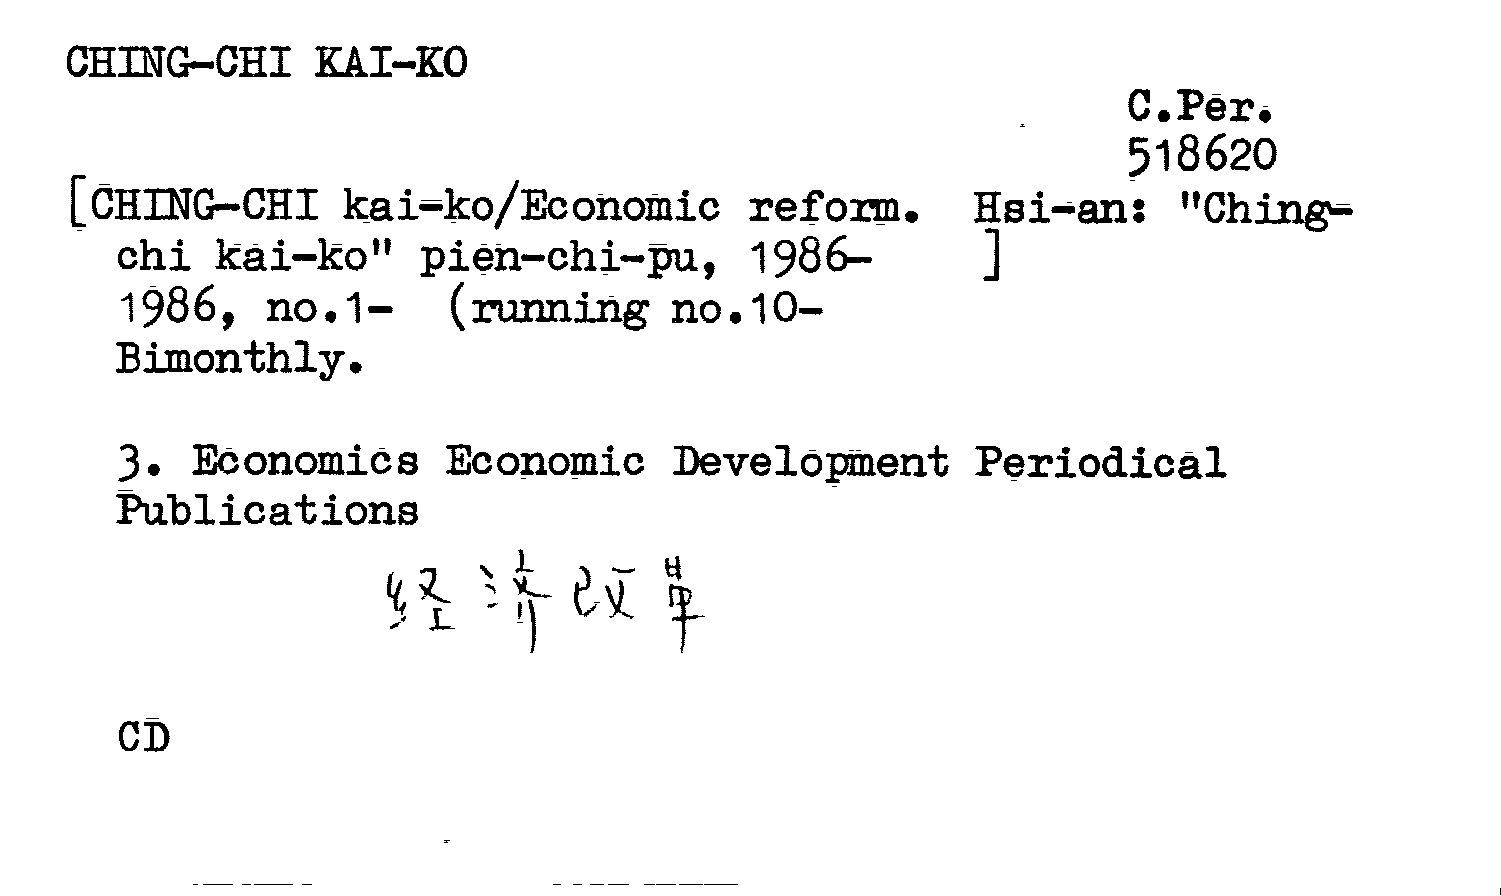 CHING-CHI KAI-KO
C.Per.
518620
[CHING-CHI kai-ko/Economic reform. Hsi-an: "Ching-
chi kai-ko" pien-chi-pu, 1986- ]
1986, no.1- (running no.10-
Bimonthly.
3. Economics Economic Development Periodical
Publications
经济改革
CD